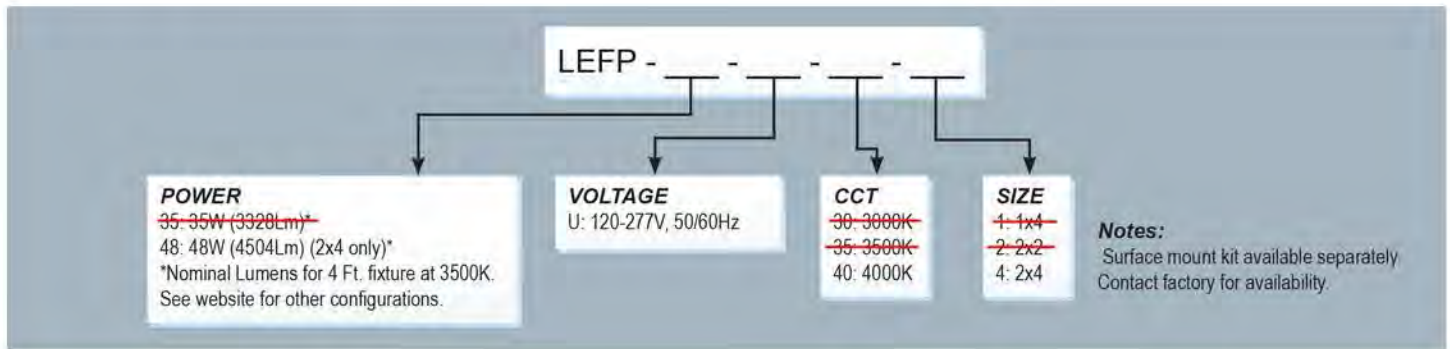 LEFP - ___ - ___ - ___ - ___
POWER
35: 35W (3328Lm)*
48: 48W (4504Lm) (2x4 only)*
*Nominal Lumens for 4 Ft. fixture at 3500K.
See website for other configurations.
VOLTAGE
U: 120-277V, 50/60Hz
CCT
30: 3000K
35: 3500K
40: 4000K
SIZE
1: 1x4
2: 2x2
4: 2x4
Notes:
Surface mount kit available separately
Contact factory for availability.